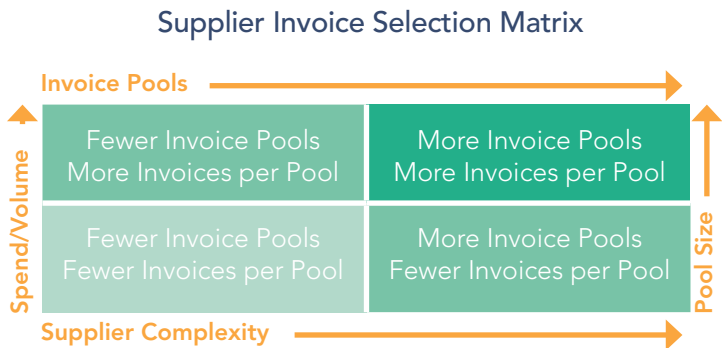 Supplier Invoice Selection Matrix
Invoice Pools
Spend/Volume
Fewer Invoice Pools
More Invoices per Pool
More Invoice Pools
More Invoices per Pool
Fewer Invoice Pools
Fewer Invoices per Pool
More Invoice Pools
Fewer Invoices per Pool
Pool Size
Supplier Complexity